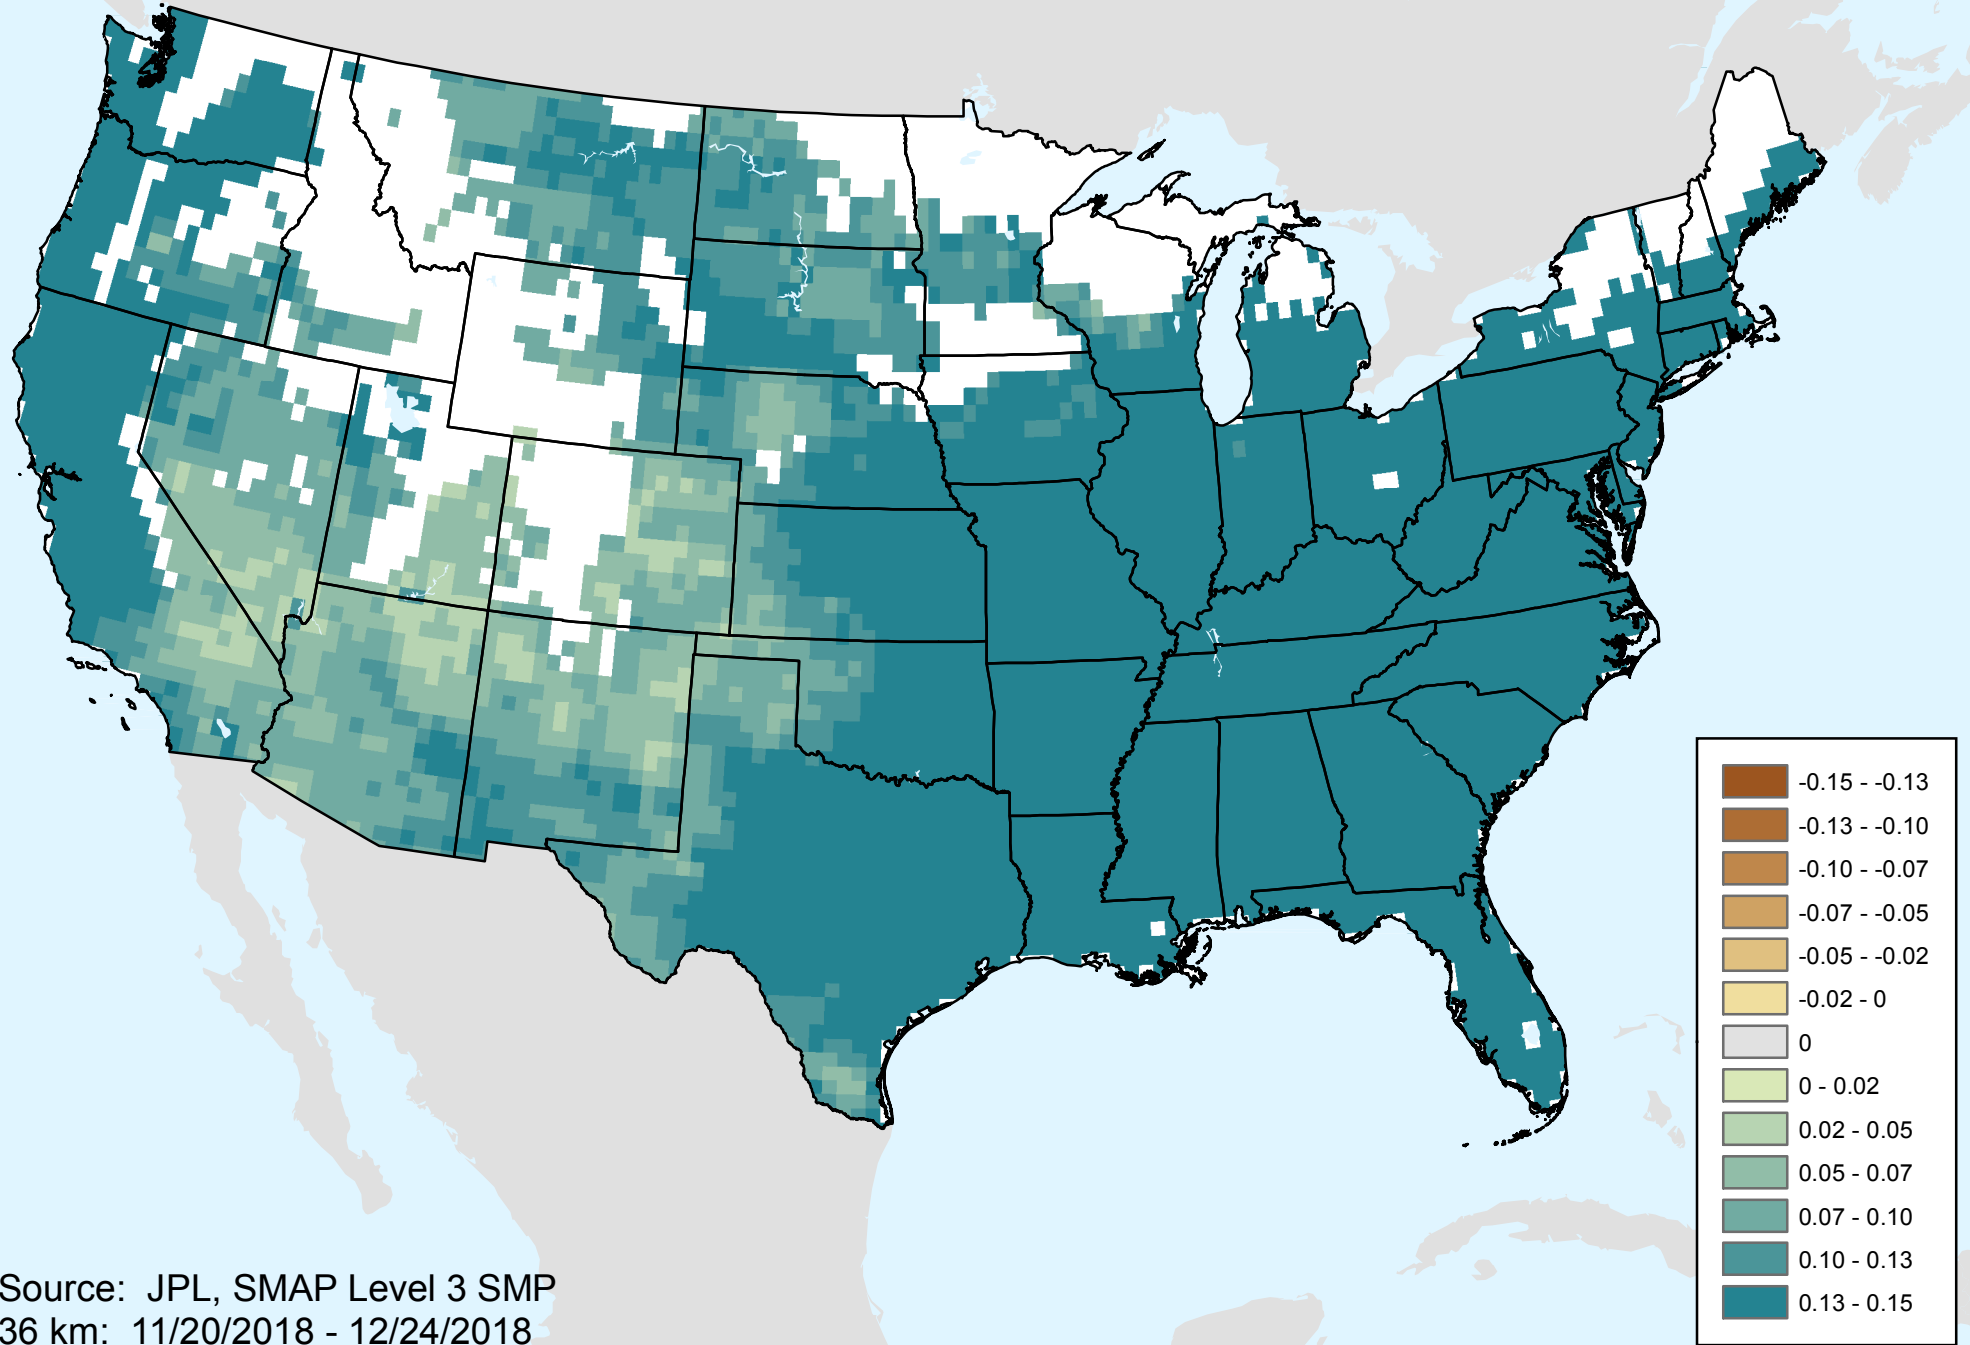 -0.15 - -0.13
-0.13 - -0.10
-0.10 - -0.07
-0.07 - -0.05
-0.05 - -0.02
-0.02 - 0
0
0 - 0.02
0.02 - 0.05
0.05 - 0.07
0.07 - 0.10
0.10 - 0.13
0.13 - 0.15
Source: JPL, SMAP Level 3 SMP
36 km: 11/20/2018 - 12/24/2018